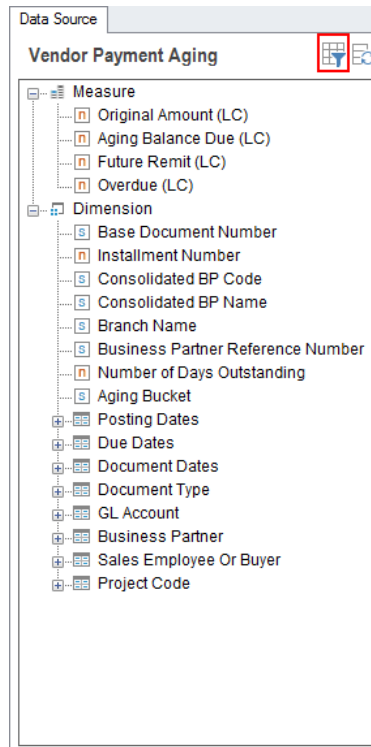 Data Source
Vendor Payment Aging
Measure
n Original Amount (LC)
n Aging Balance Due (LC)
n Future Remit (LC)
n Overdue (LC)
Dimension
s Base Document Number
n Installment Number
s Consolidated BP Code
s Consolidated BP Name
s Branch Name
s Business Partner Reference Number
n Number of Days Outstanding
s Aging Bucket
Posting Dates
Due Dates
Document Dates
Document Type
GL Account
Business Partner
Sales Employee Or Buyer
Project Code